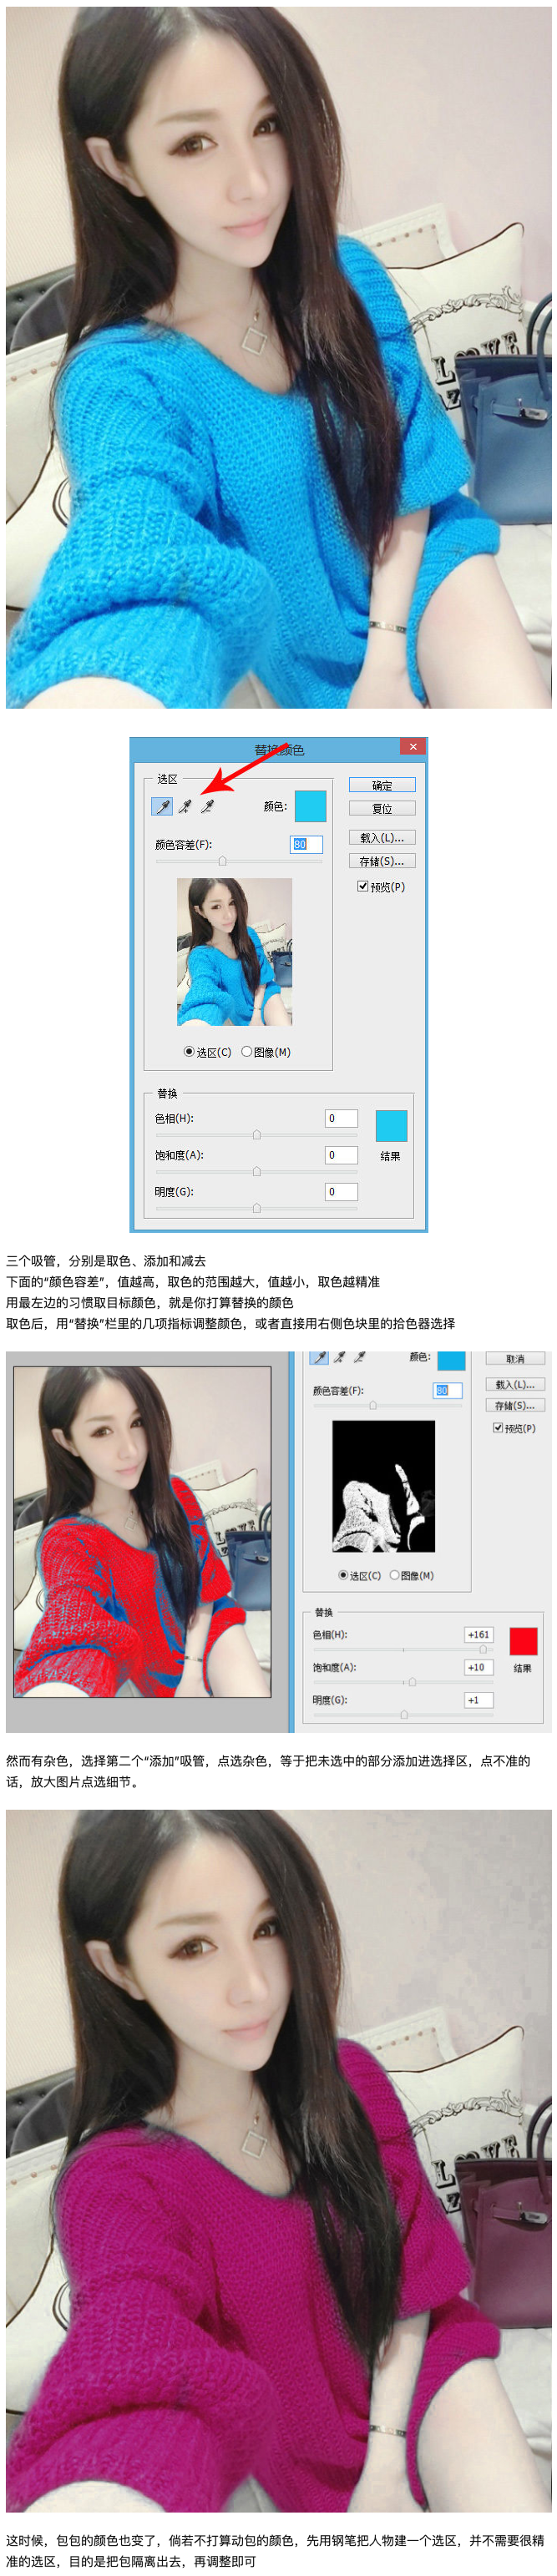 LOVE
替换颜色
选区
确定
颜色:
复位
颜色容差(F):
80
载入(L)...
存储(S)...
预览(P)
选区(C) 图像(M)
替换
色相(H):
0
饱和度(A):
0
结果
明度(G):
0
三个吸管，分别是取色、添加和减去
下面的“颜色容差”，值越高，取色的范围越大，值越小，取色越精准
用最左边的习惯取目标颜色，就是你打算替换的颜色
取色后，用“替换”栏里的几项指标调整颜色，或者直接用右侧色块里的拾色器选择
颜色:
取消
载入(L)...
颜色容差(F):
80
存储(S)...
预览(P)
选区(C) 图像(M)
替换
色相(H):
+161
饱和度(A):
+10
结果
明度(G):
+1
然而有杂色，选择第二个“添加”吸管，点选杂色，等于把未选中的部分添加进选择区，点不准的
话，放大图片点选细节。
LOVE
这时候，包包的颜色也变了，倘若不打算动包的颜色，先用钢笔把人物建一个选区，并不需要很精
准的选区，目的是把包隔离出去，再调整即可